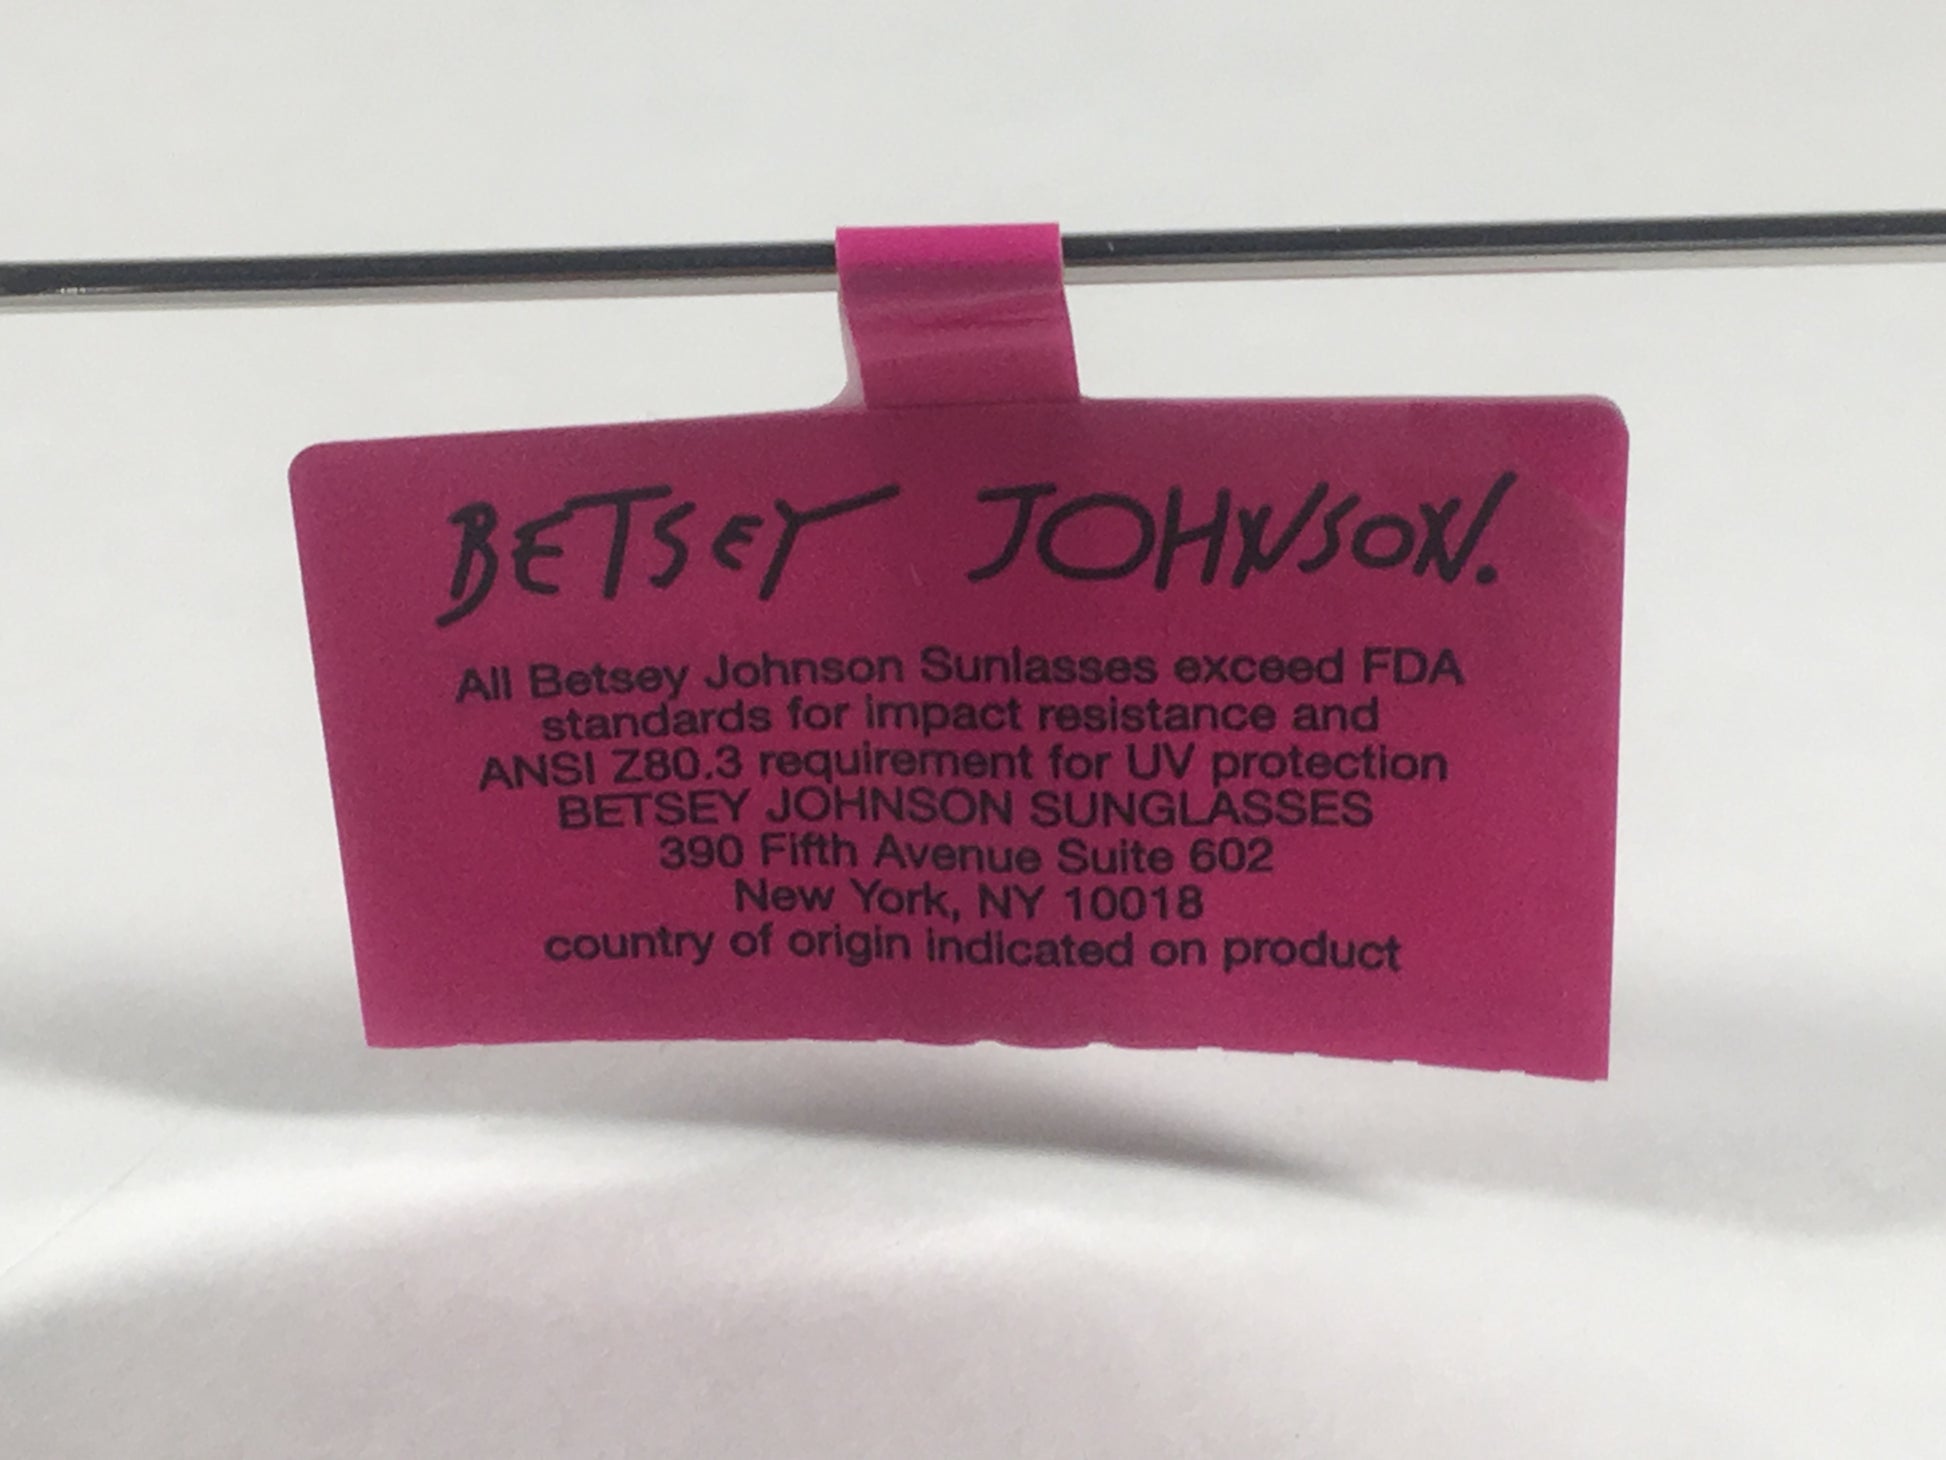 BETSEY JOHNSON.
All Betsey Johnson Sunlasses exceed FDA
standards for impact resistance and
ANSI Z80.3 requirement for UV protection
BETSEY JOHNSON SUNGLASSES
390 Fifth Avenue Suite 602
New York, NY 10018
country of origin indicated on product